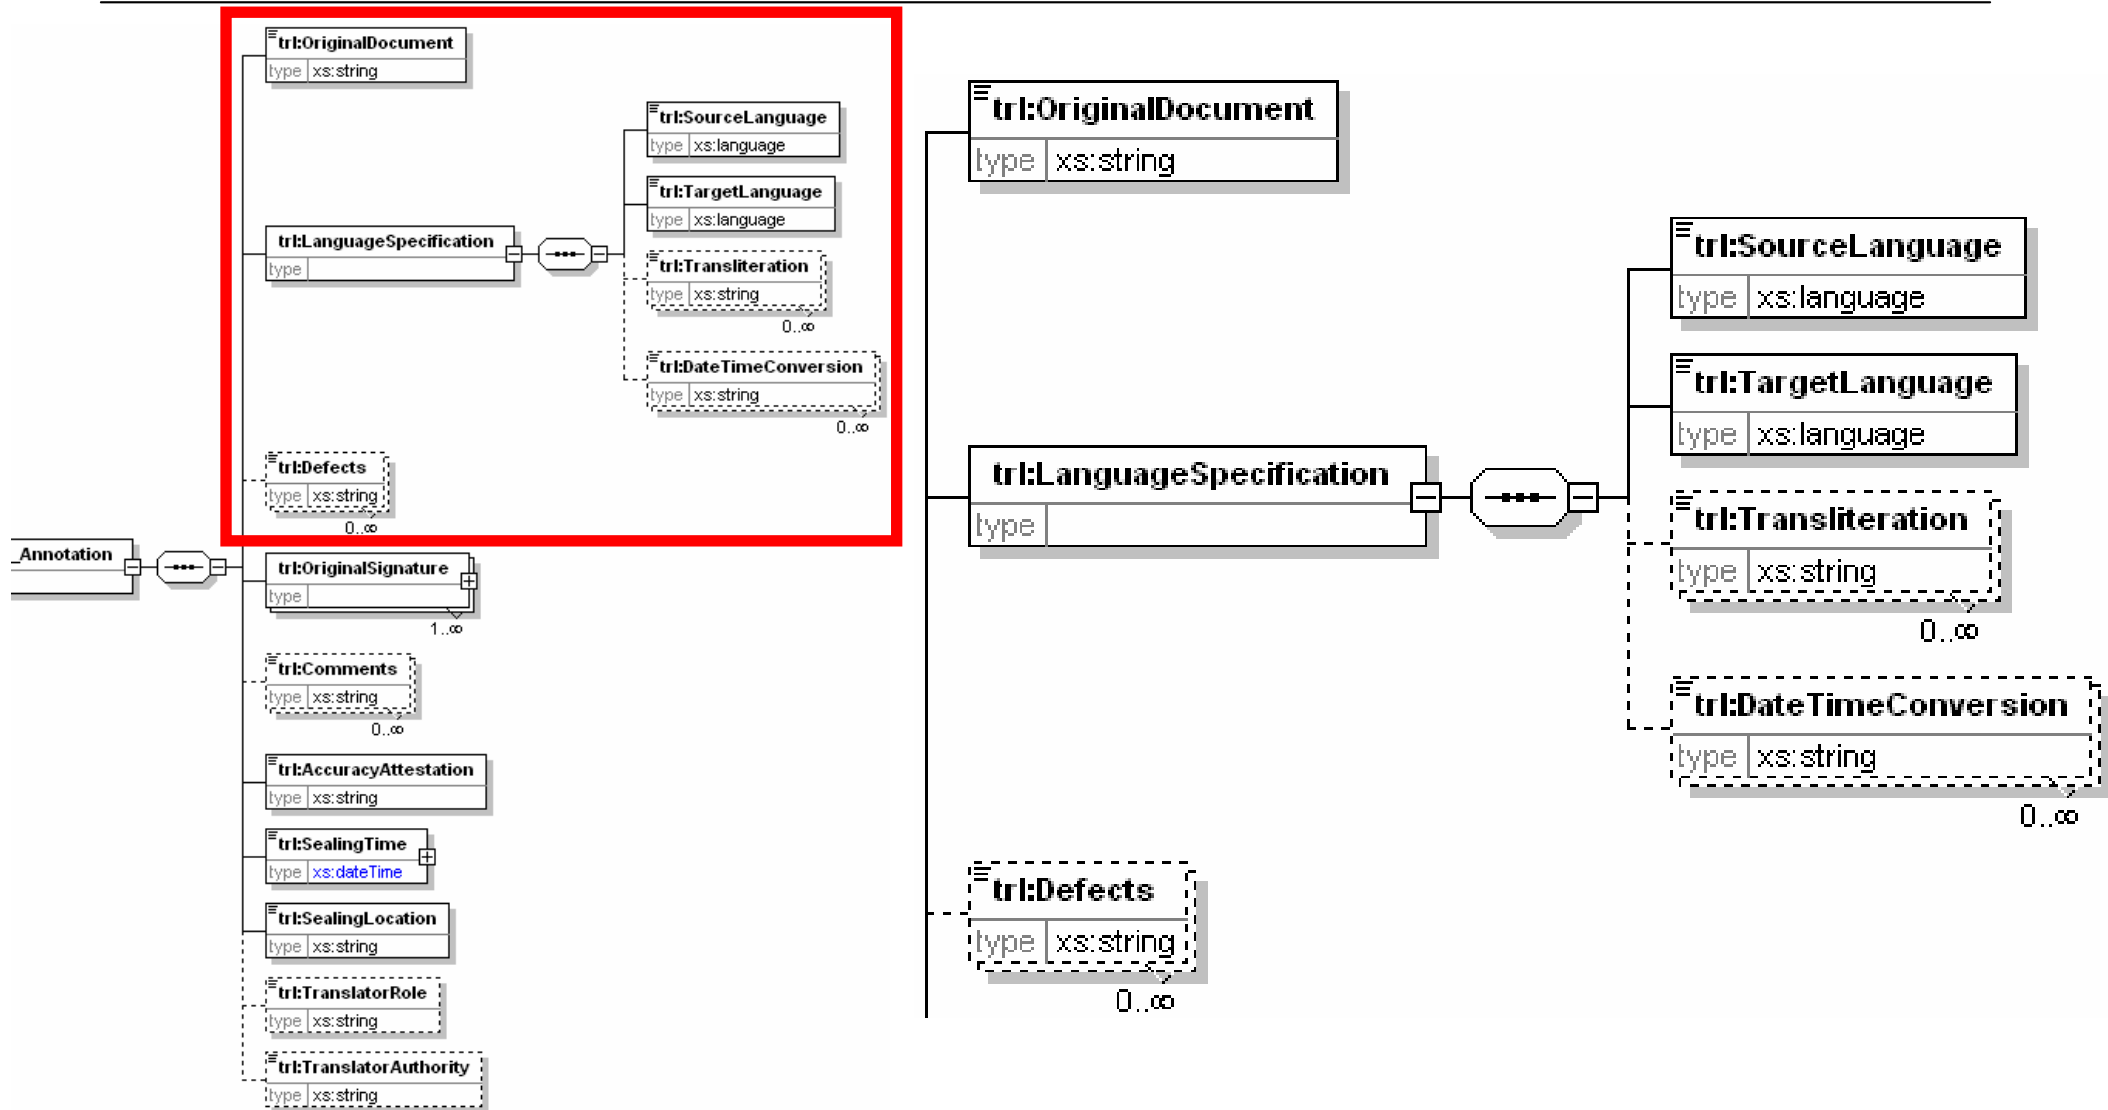 trl:OriginalDocument
type xs:string
trl:SourceLanguage
type xs:language
trl:TargetLanguage
type xs:language
trl:LanguageSpecification
type
trl:Transliteration
type xs:string
0..∞
trl:DateTimeConversion
type xs:string
0..∞
trl:Defects
type xs:string
0..∞
_Annotation
trl:OriginalSignature
type
1..∞
trl:Comments
type xs:string
0..∞
trl:AccuracyAttestation
type xs:string
trl:SealingTime
type xs:dateTime
trl:SealingLocation
type xs:string
trl:TranslatorRole
type xs:string
trl:TranslatorAuthority
type xs:string
trl:OriginalDocument
type xs:string
trl:SourceLanguage
type xs:language
trl:TargetLanguage
type xs:language
trl:LanguageSpecification
type
trl:Transliteration
type xs:string
0..∞
trl:DateTimeConversion
type xs:string
0..∞
trl:Defects
type xs:string
0..∞